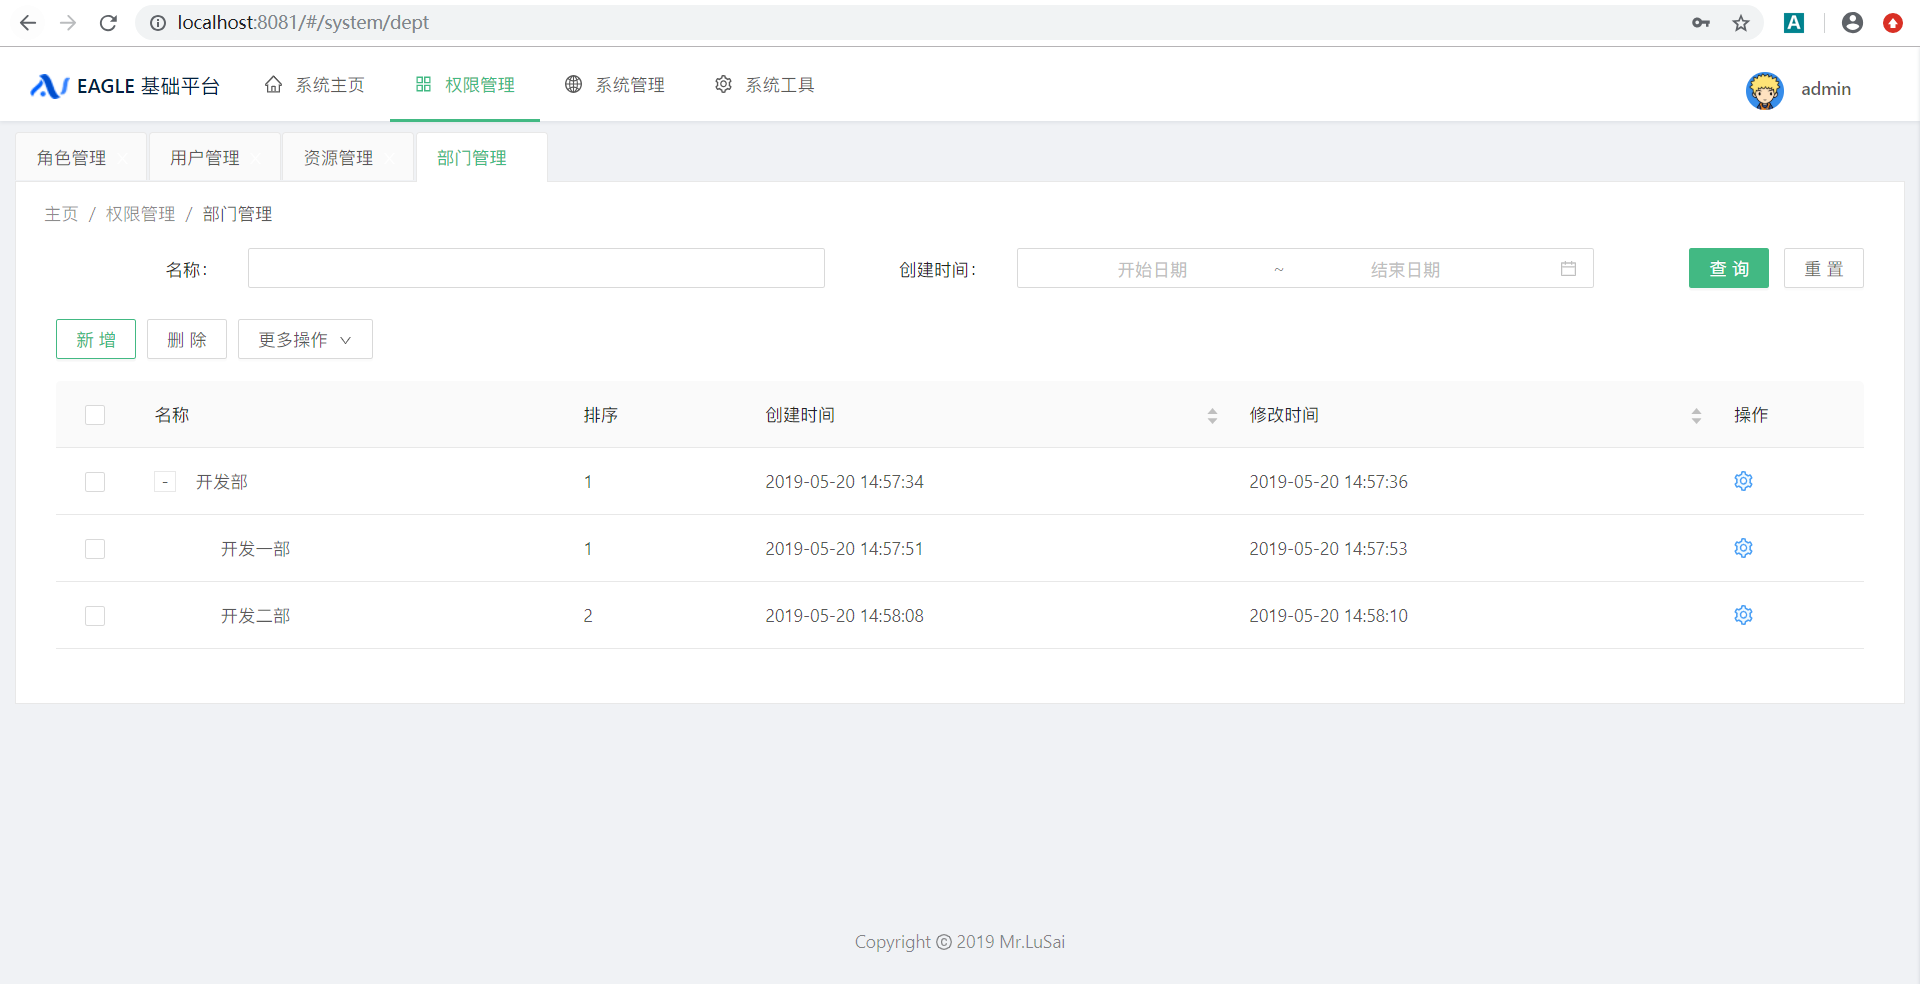 localhost:8081/#/system/dept
EAGLE 基础平台 系统主页 权限管理 系统管理 系统工具 admin
角色管理 用户管理 资源管理 部门管理
主页 / 权限管理 / 部门管理
名称: 创建时间: 开始日期 ~ 结束日期 查 询 重 置
新 增 删 除 更多操作
名称 排序 创建时间 修改时间 操作
- 开发部 1 2019-05-20 14:57:34 2019-05-20 14:57:36
开发一部 1 2019-05-20 14:57:51 2019-05-20 14:57:53
开发二部 2 2019-05-20 14:58:08 2019-05-20 14:58:10
Copyright © 2019 Mr.LuSai